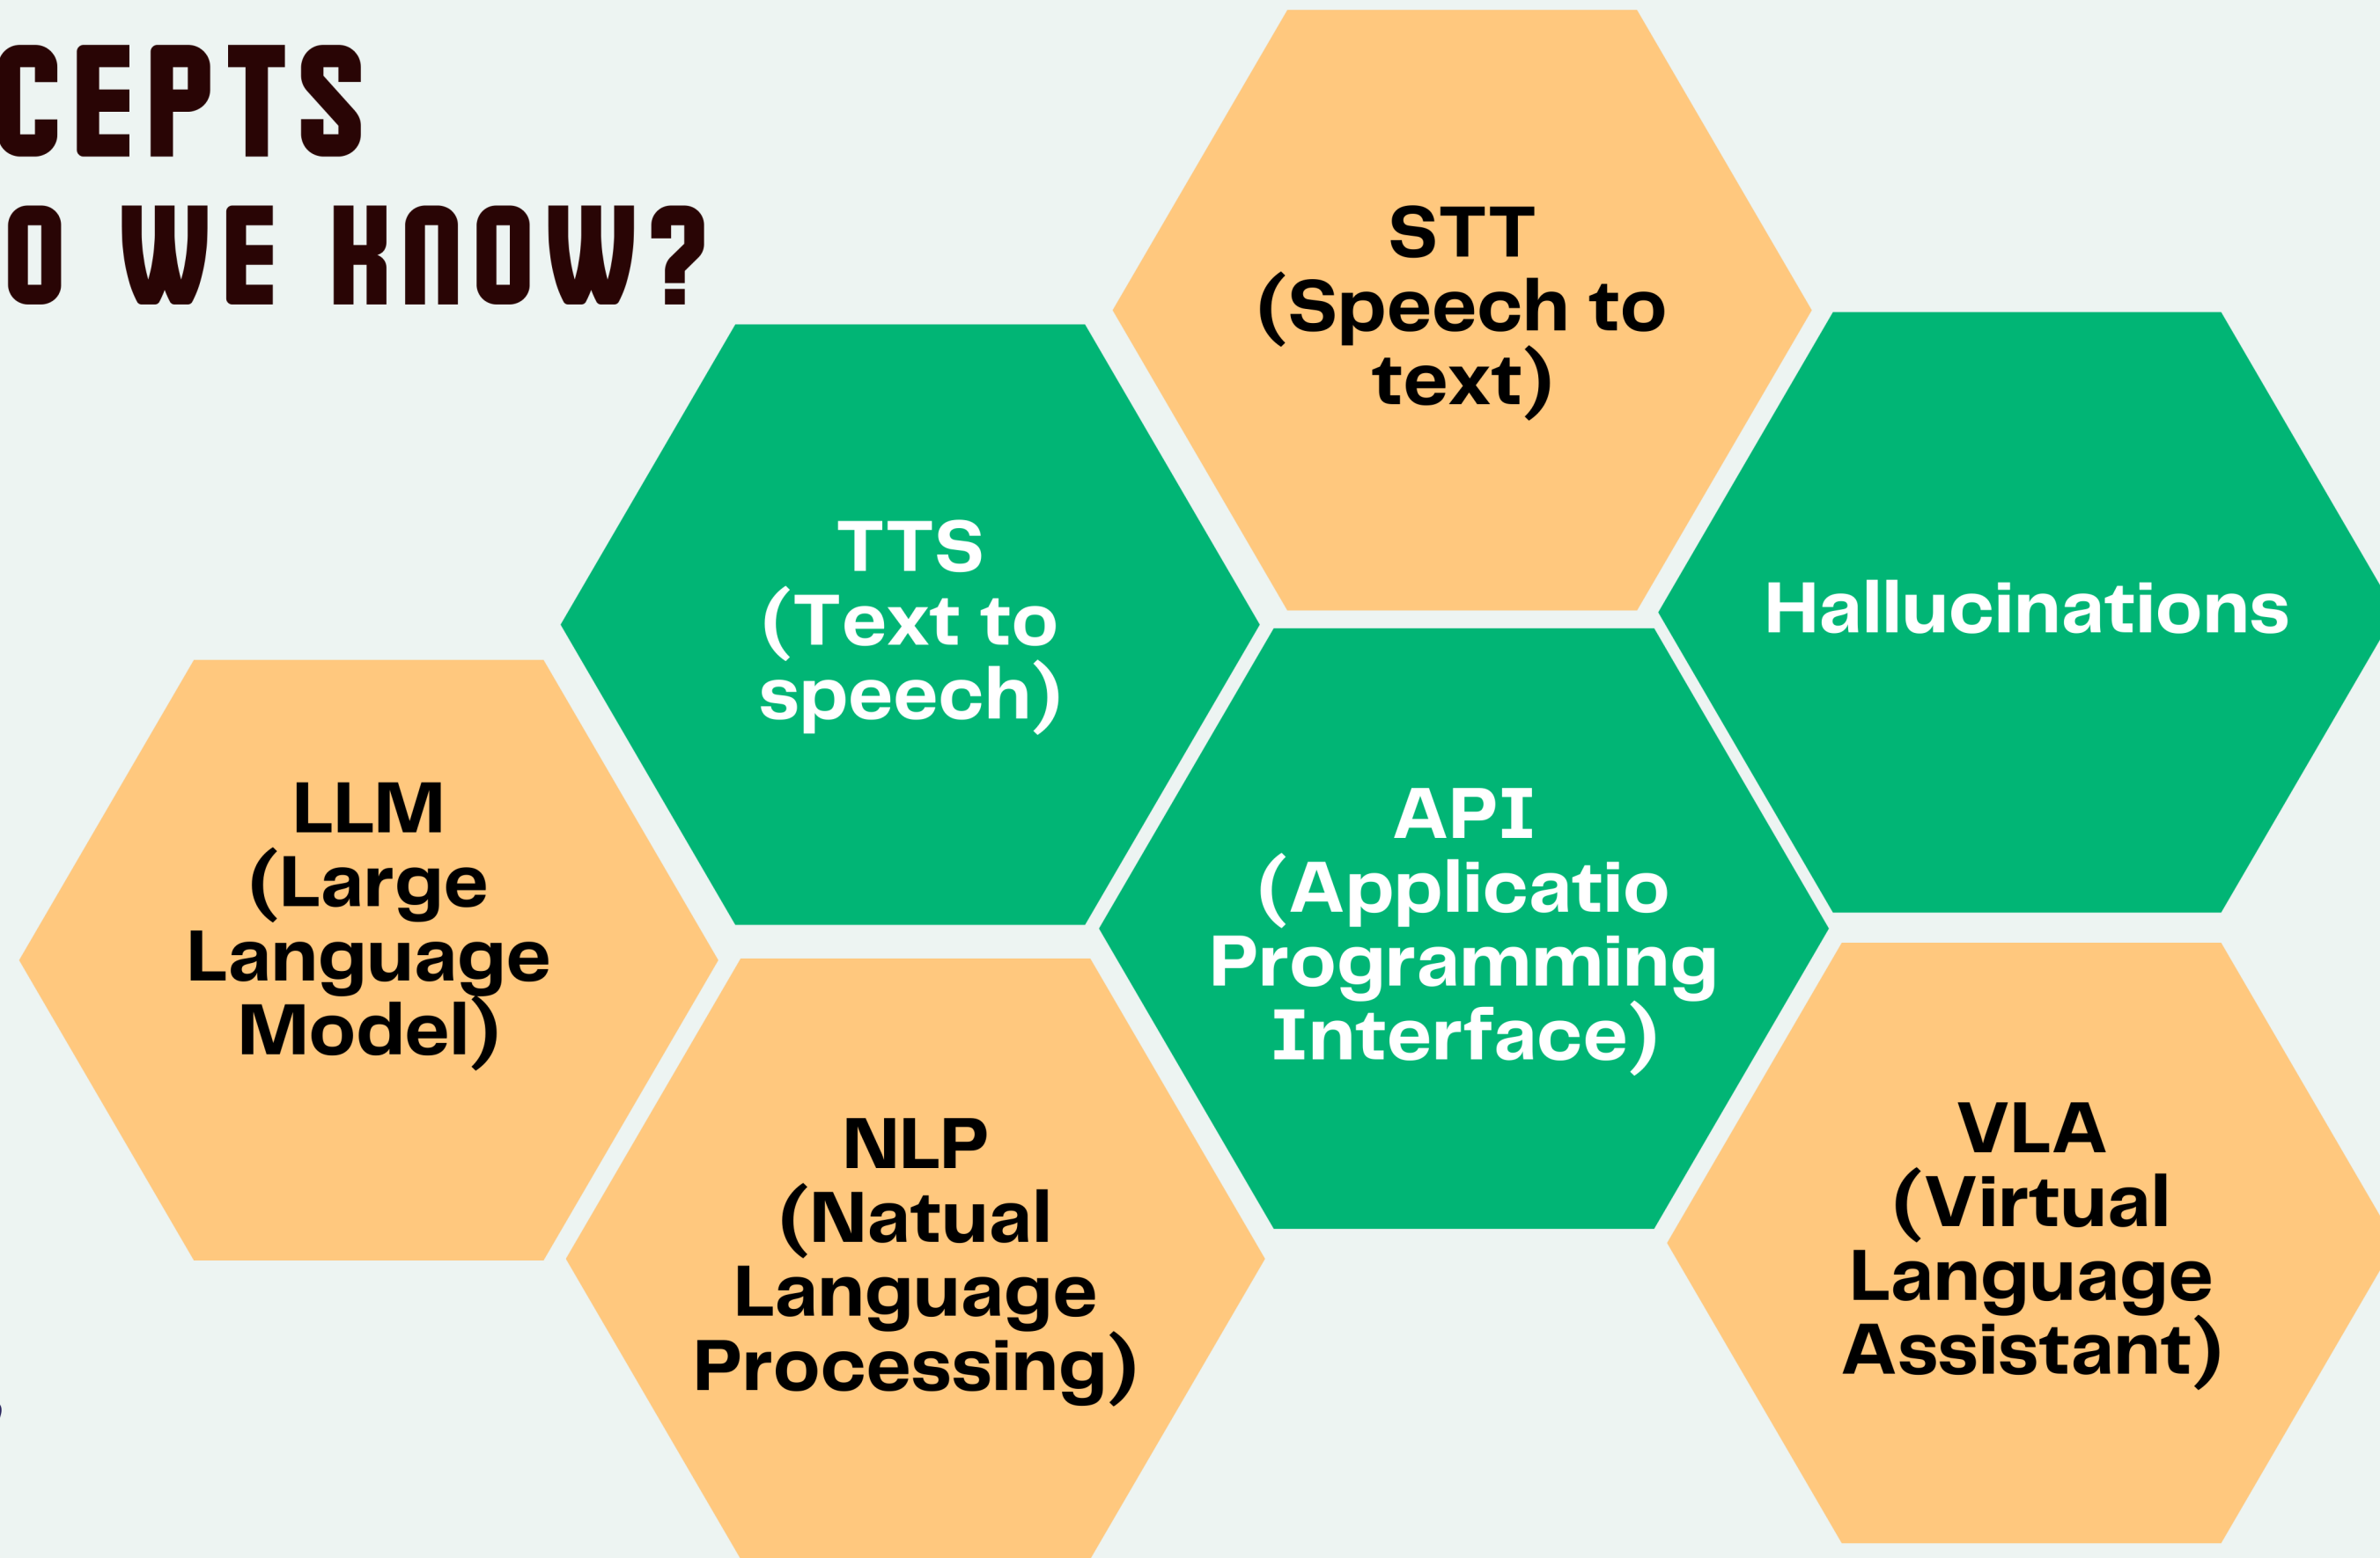 CEPTS
O WE KNOW?
STT
(Speech to
text)
TTS
(Text to
speech)
Hallucinations
LLM
(Large
Language
Model)
API
(Applicatio
Programming
Interface)
NLP
(Natual
Language
Processing)
VLA
(Virtual
Language
Assistant)